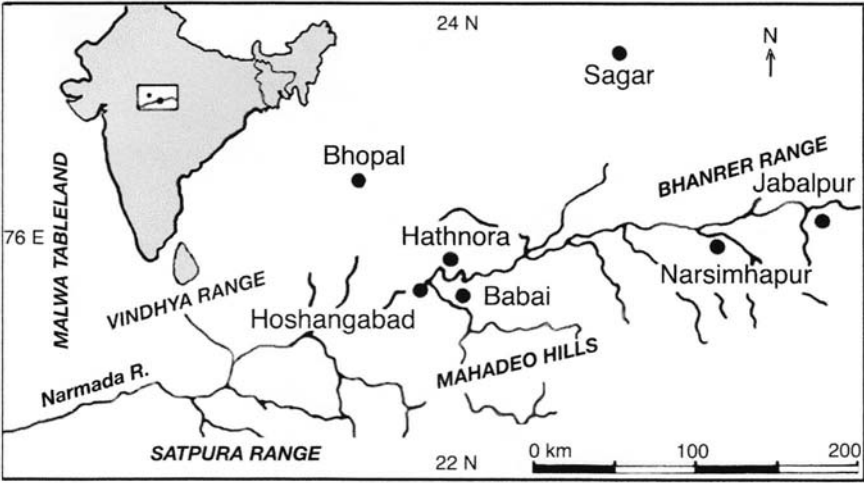 24 N
N
Sagar
Bhopal
BHANRER RANGE
Jabalpur
MALWA TABLELAND
76 E
Hathnora
Narsimhapur
VINDHYA RANGE
Hoshangabad
Babai
MAHADEO HILLS
Narmada R.
SATPURA RANGE
22 N
0 km 100 200